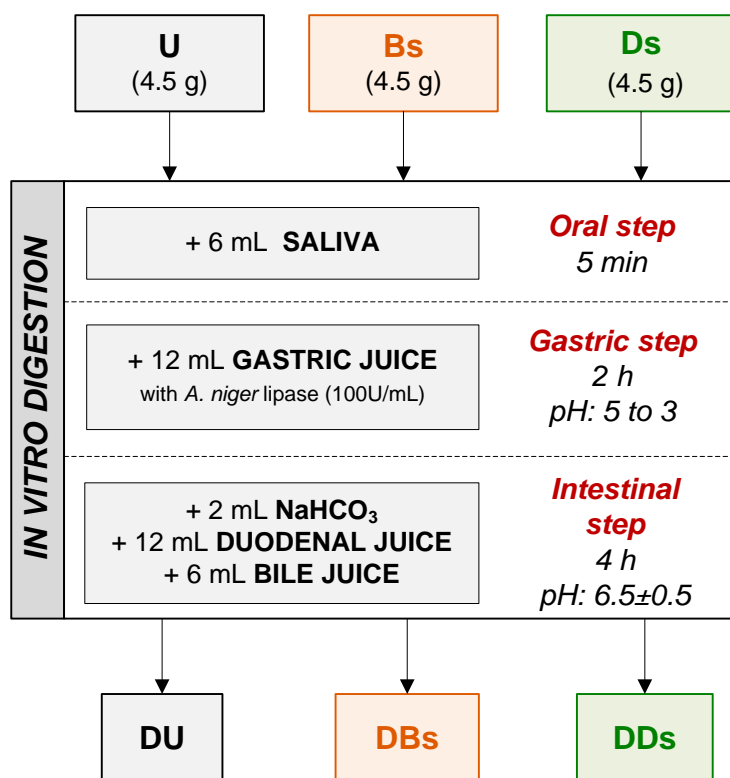 U
(4.5 g)
Bs
(4.5 g)
Ds
(4.5 g)
IN VITRO DIGESTION
+ 6 mL SALIVA
Oral step
5 min
+ 12 mL GASTRIC JUICE
with A. niger lipase (100U/mL)
Gastric step
2 h
pH: 5 to 3
+ 2 mL NaHCO₃
+ 12 mL DUODENAL JUICE
+ 6 mL BILE JUICE
Intestinal
step
4 h
pH: 6.5±0.5
DU
DBs
DDs